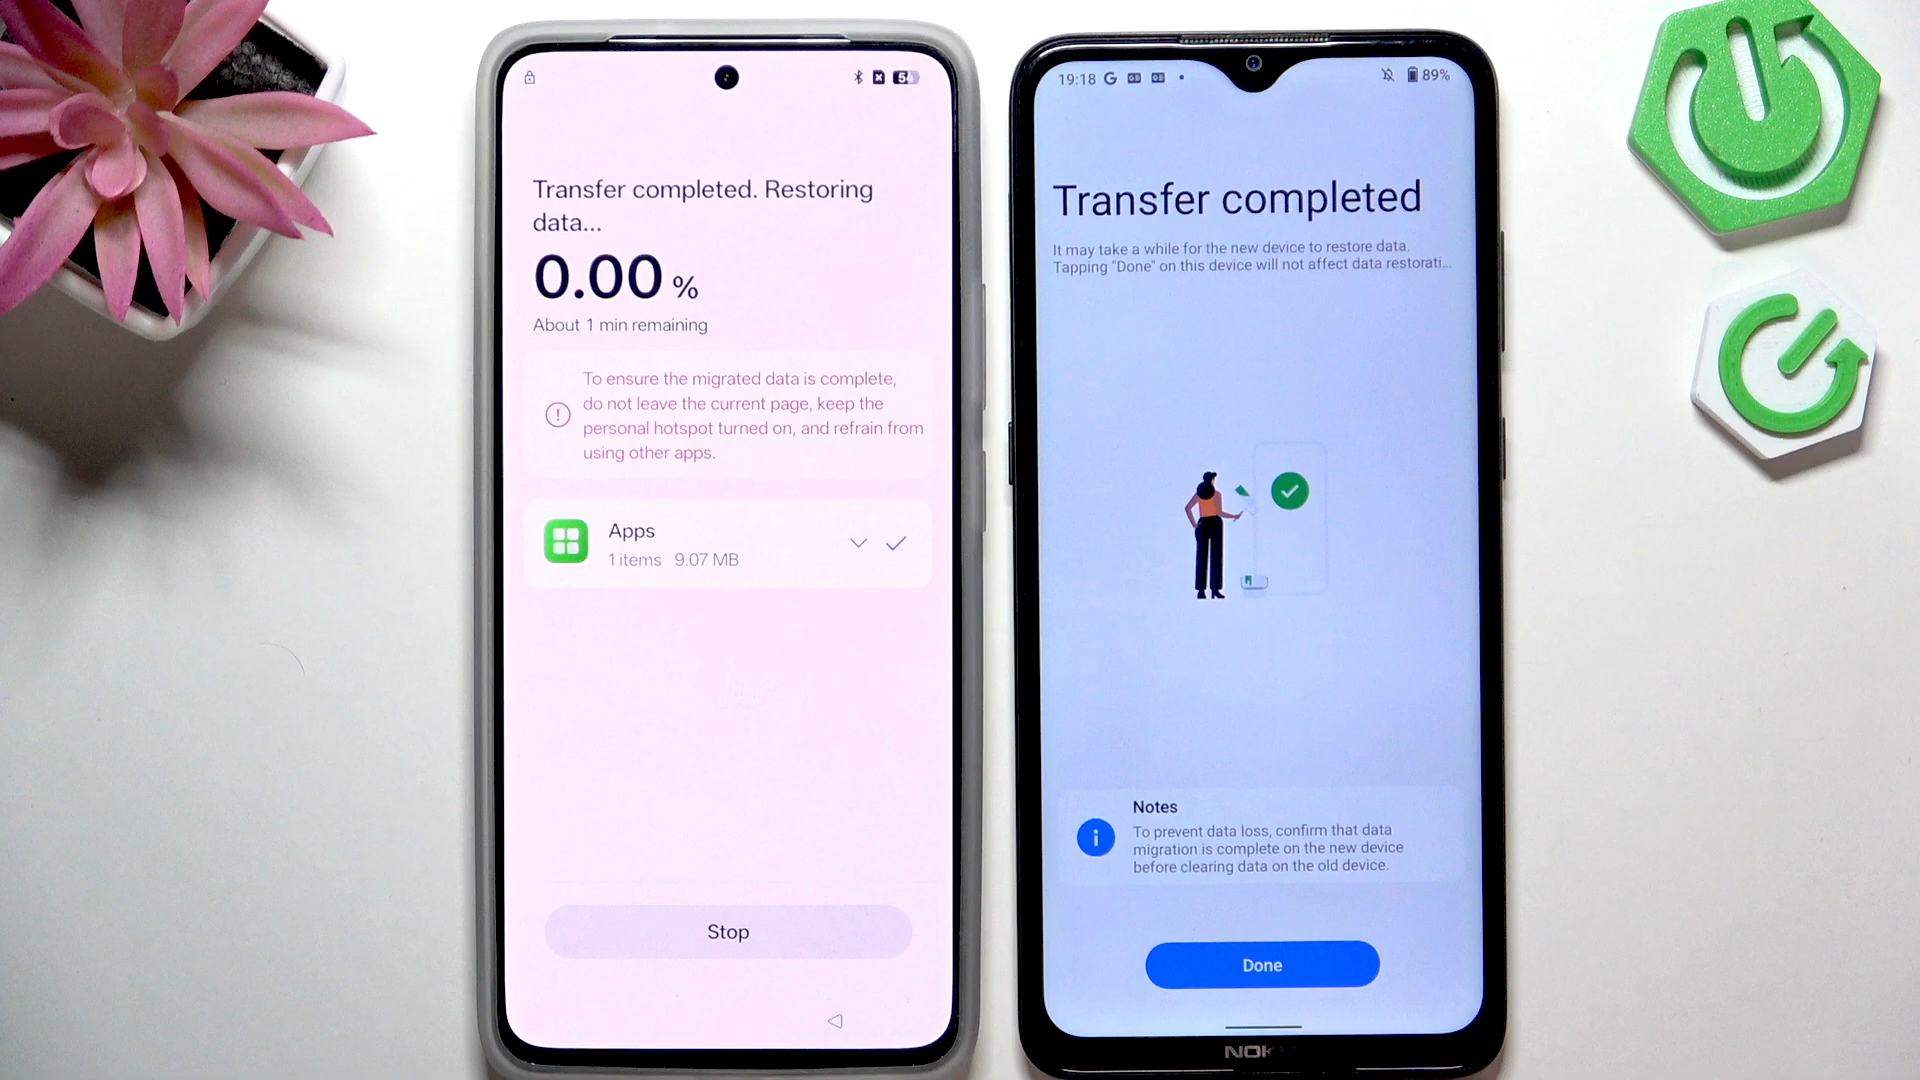 54
Transfer completed. Restoring
data...
0.00 %
About 1 min remaining
To ensure the migrated data is complete,
do not leave the current page, keep the
personal hotspot turned on, and refrain from
using other apps.
Apps
1 items 9.07 MB
Stop
19:18 G 89%
Transfer completed
It may take a while for the new device to restore data.
Tapping "Done" on this device will not affect data restorati...
Notes
To prevent data loss, confirm that data
migration is complete on the new device
before clearing data on the old device.
Done